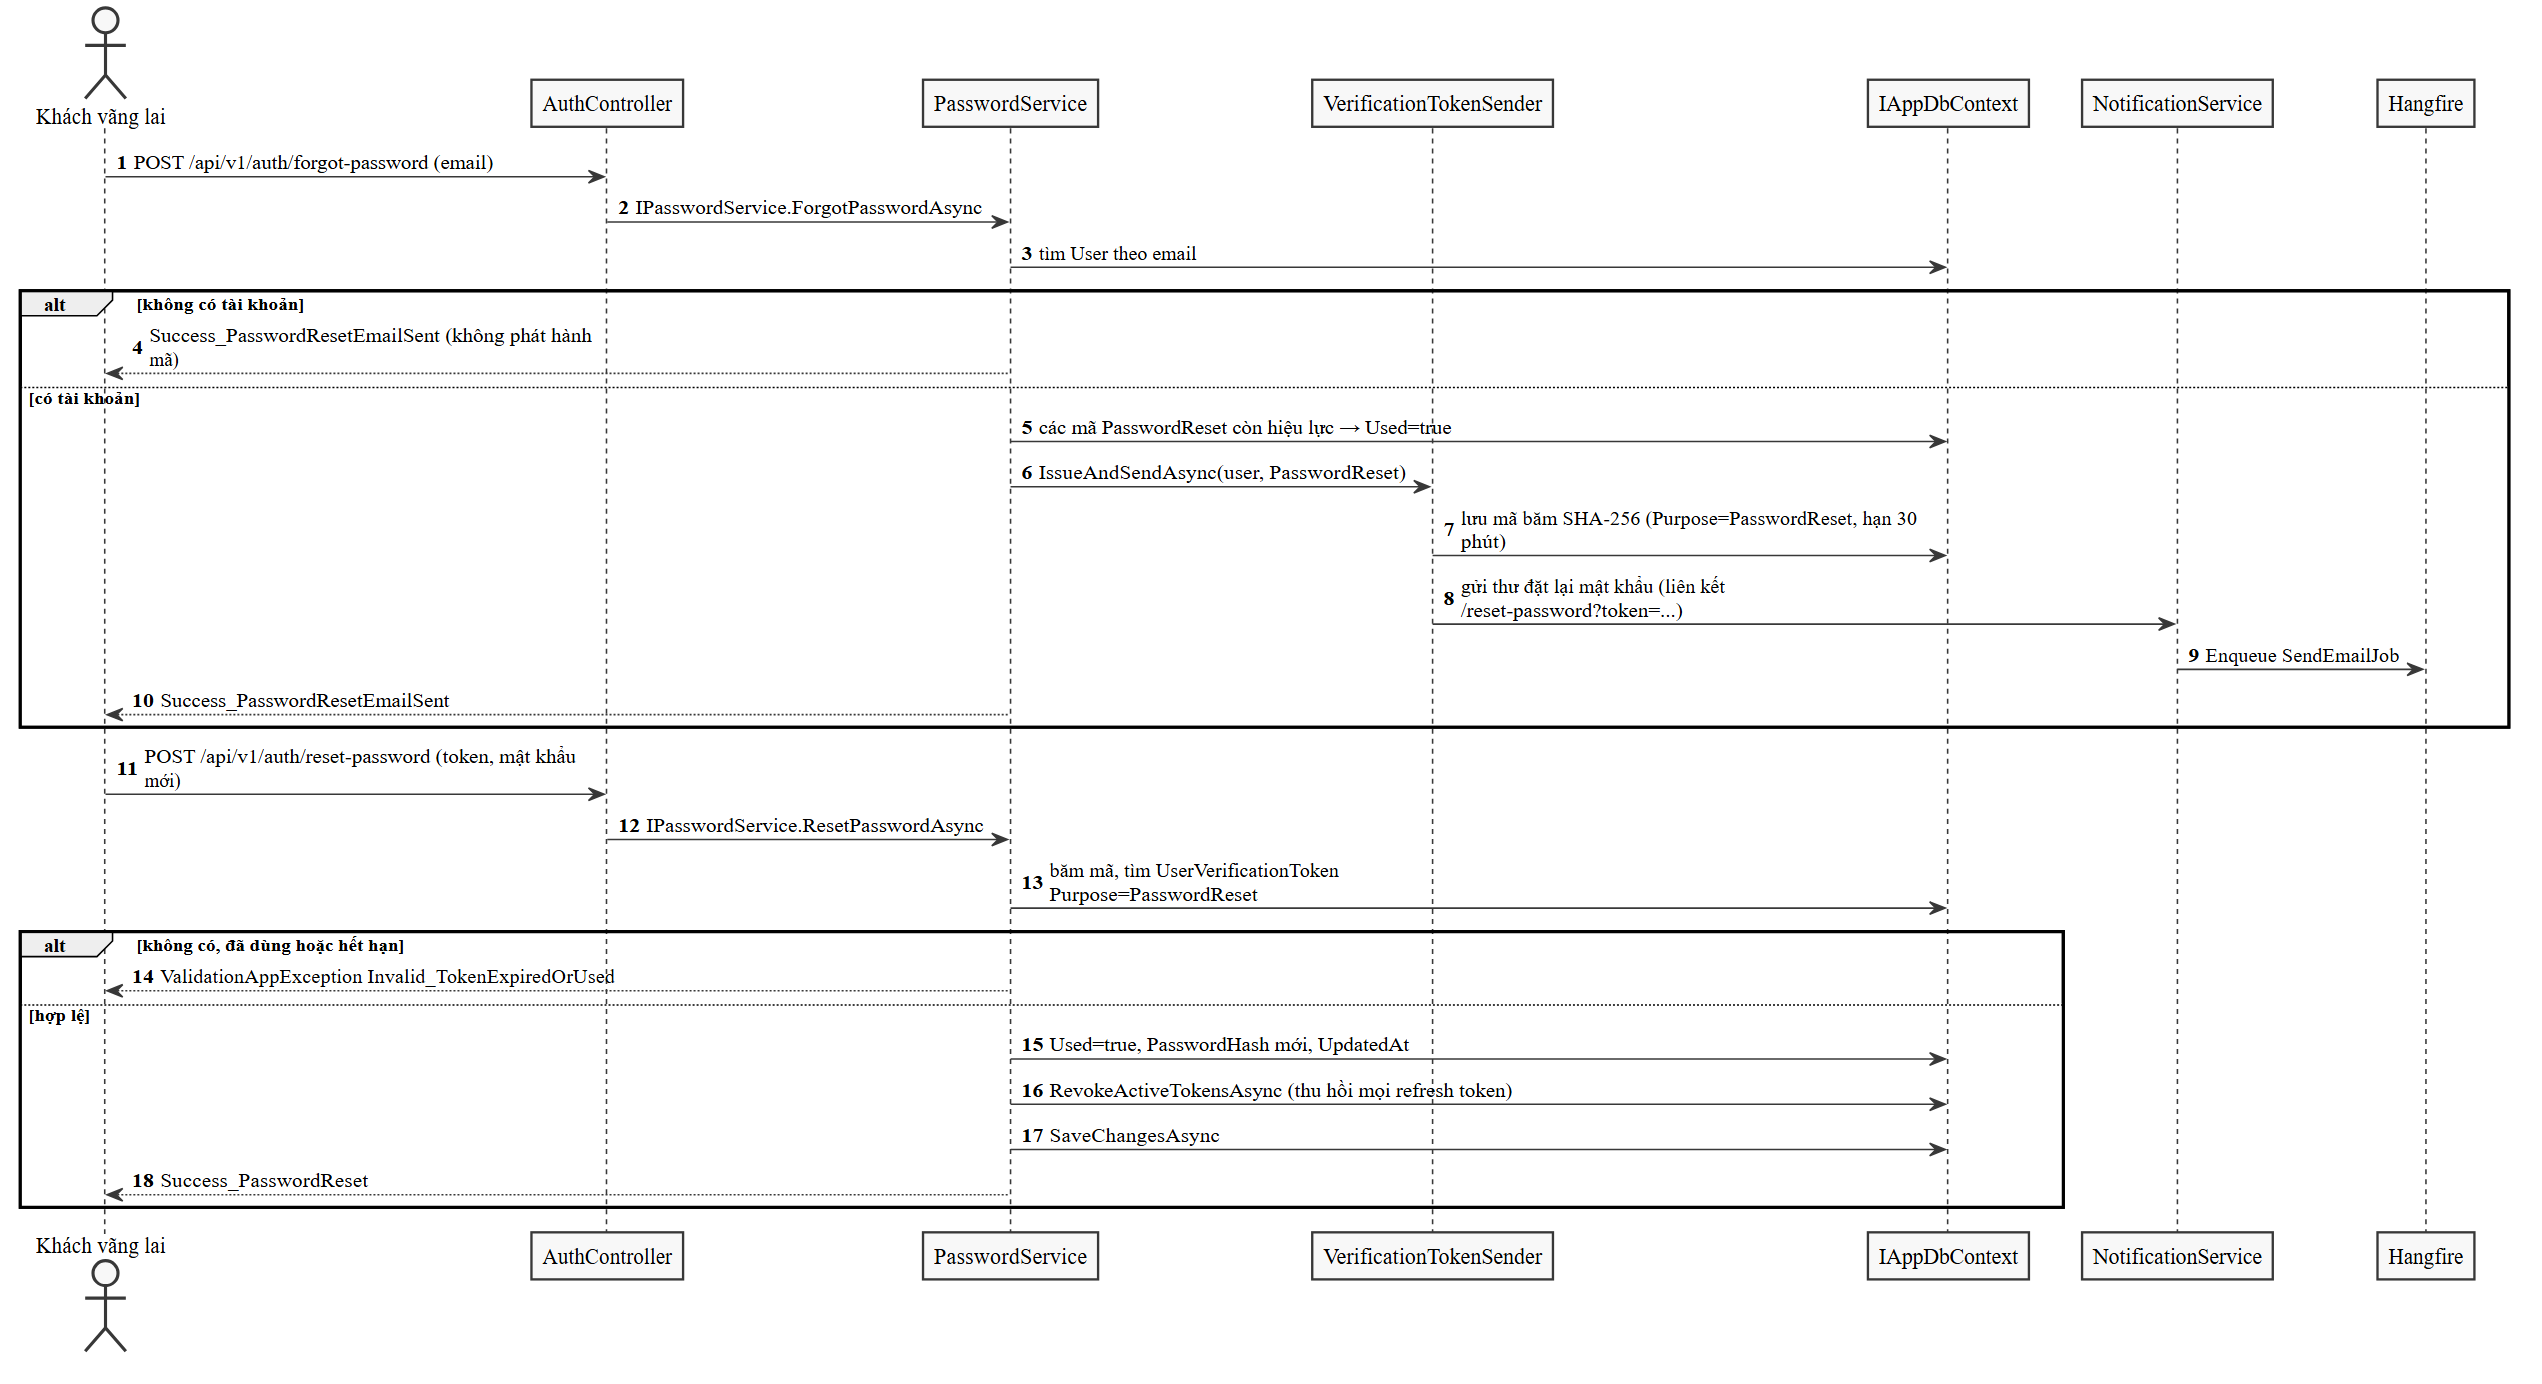 Khách vãng lai
AuthController
PasswordService
VerificationTokenSender
IAppDbContext
NotificationService
Hangfire
1 POST /api/v1/auth/forgot-password (email)
2 IPasswordService.ForgotPasswordAsync
3 tìm User theo email
alt [không có tài khoản]
4 Success_PasswordResetEmailSent (không phát hành
mã)
[có tài khoản]
5 các mã PasswordReset còn hiệu lực → Used=true
6 IssueAndSendAsync(user, PasswordReset)
7 lưu mã băm SHA-256 (Purpose=PasswordReset, hạn 30
phút)
8 gửi thư đặt lại mật khẩu (liên kết
/reset-password?token=...)
9 Enqueue SendEmailJob
10 Success_PasswordResetEmailSent
11 POST /api/v1/auth/reset-password (token, mật khẩu
mới)
12 IPasswordService.ResetPasswordAsync
13 băm mã, tìm UserVerificationToken
Purpose=PasswordReset
alt [không có, đã dùng hoặc hết hạn]
14 ValidationAppException Invalid_TokenExpiredOrUsed
[hợp lệ]
15 Used=true, PasswordHash mới, UpdatedAt
16 RevokeActiveTokensAsync (thu hồi mọi refresh token)
17 SaveChangesAsync
18 Success_PasswordReset
Khách vãng lai
AuthController
PasswordService
VerificationTokenSender
IAppDbContext
NotificationService
Hangfire